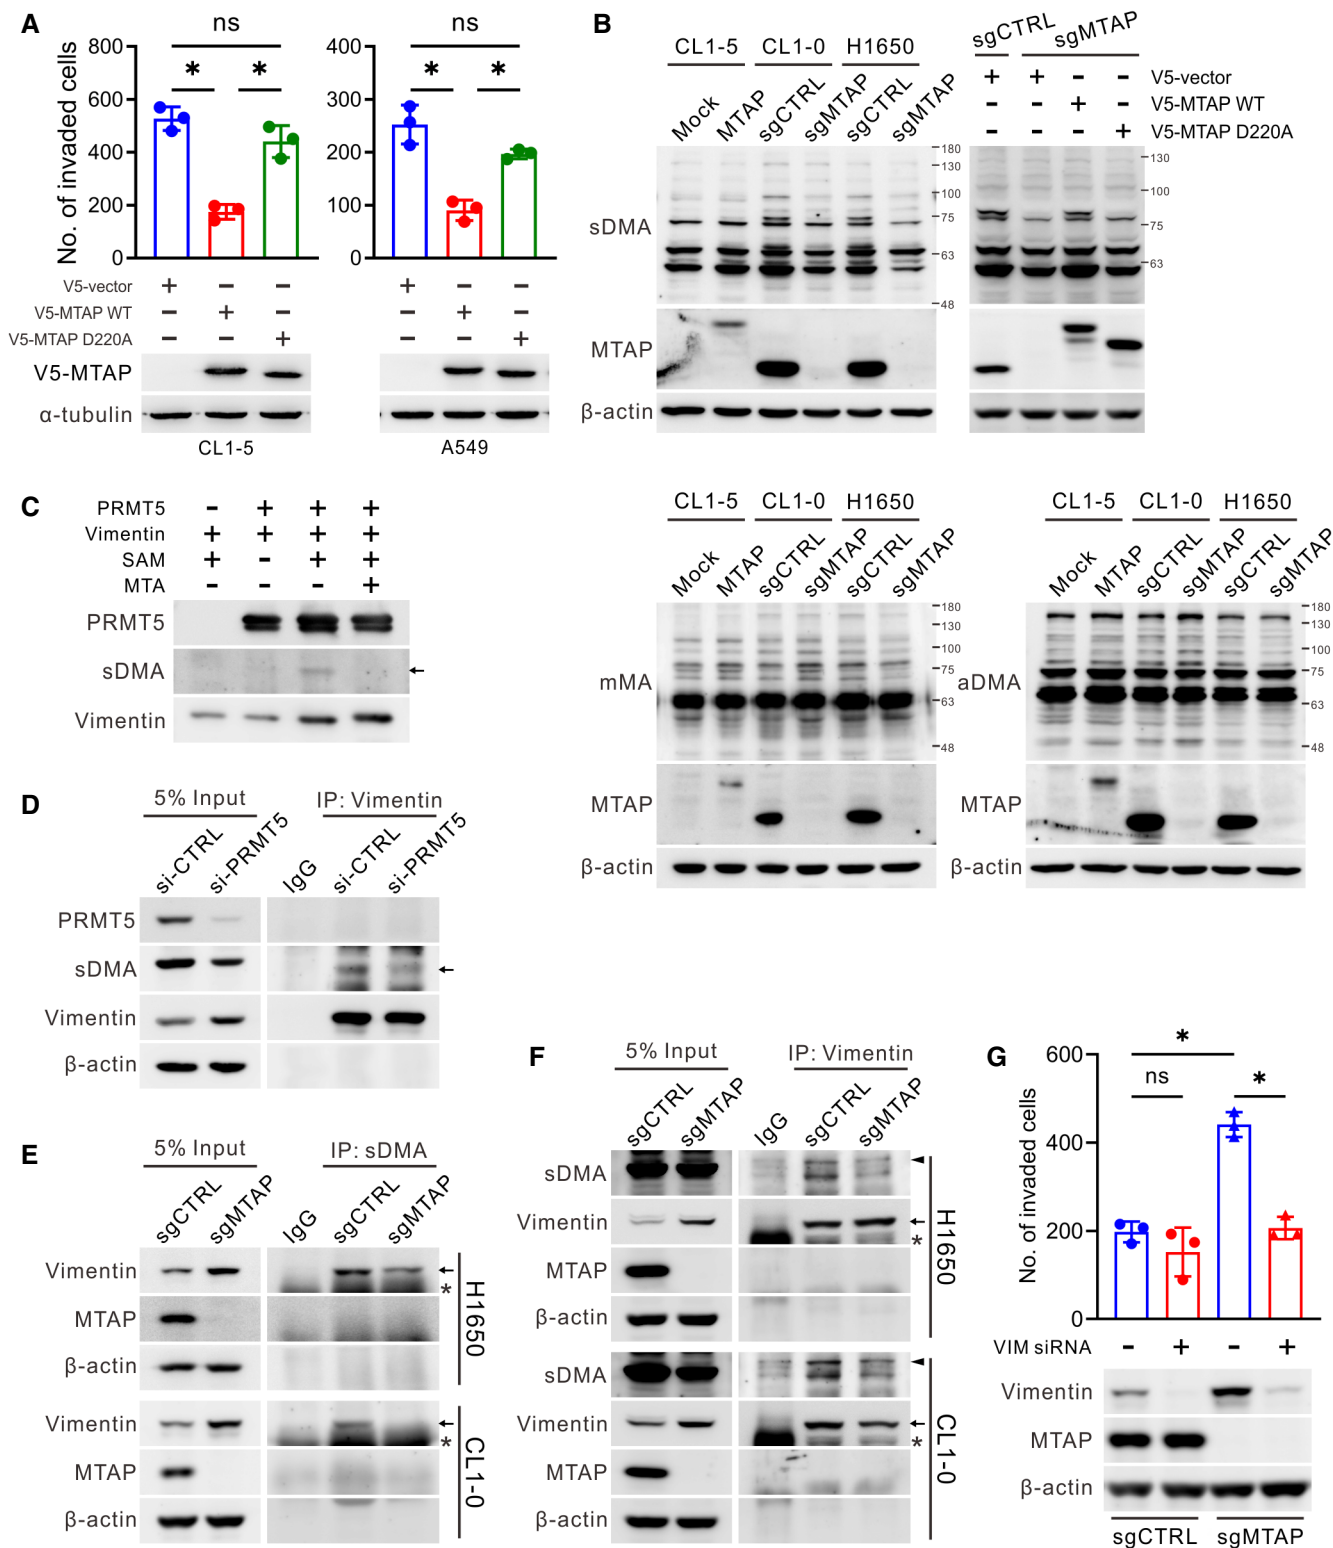 A
ns
ns
* *
* *
No. of invaded cells
800
600
400
200
0
400
300
200
100
0
V5-vector + − − + − −
V5-MTAP WT − + − − + −
V5-MTAP D220A − − + − − +
V5-MTAP
α-tubulin
CL1-5 A549
B
CL1-5 CL1-0 H1650
Mock MTAP sgCTRL sgMTAP sgCTRL sgMTAP
sDMA
180
130
100
75
63
48
MTAP
β-actin
sgCTRL sgMTAP
+ + − − V5-vector
− − + − V5-MTAP WT
− − − + V5-MTAP D220A
130
100
75
63
CL1-5 CL1-0 H1650
Mock MTAP sgCTRL sgMTAP sgCTRL sgMTAP
mMA
180
130
100
75
63
48
MTAP
β-actin
CL1-5 CL1-0 H1650
Mock MTAP sgCTRL sgMTAP sgCTRL sgMTAP
aDMA
180
130
100
75
63
48
MTAP
β-actin
C
PRMT5 − + + +
Vimentin + + + +
SAM + − + +
MTA − − − +
PRMT5
sDMA
Vimentin
D
5% Input IP: Vimentin
si-CTRL si-PRMT5 IgG si-CTRL si-PRMT5
PRMT5
sDMA
Vimentin
β-actin
E
5% Input IP: sDMA
sgCTRL sgMTAP IgG sgCTRL sgMTAP
Vimentin
*
MTAP
β-actin
H1650
Vimentin
*
MTAP
β-actin
CL1-0
F
5% Input IP: Vimentin
sgCTRL sgMTAP IgG sgCTRL sgMTAP
sDMA
Vimentin
*
MTAP
β-actin
H1650
sDMA
Vimentin
*
MTAP
β-actin
CL1-0
G
*
ns *
No. of invaded cells
600
400
200
0
VIM siRNA − + − +
Vimentin
MTAP
β-actin
sgCTRL sgMTAP